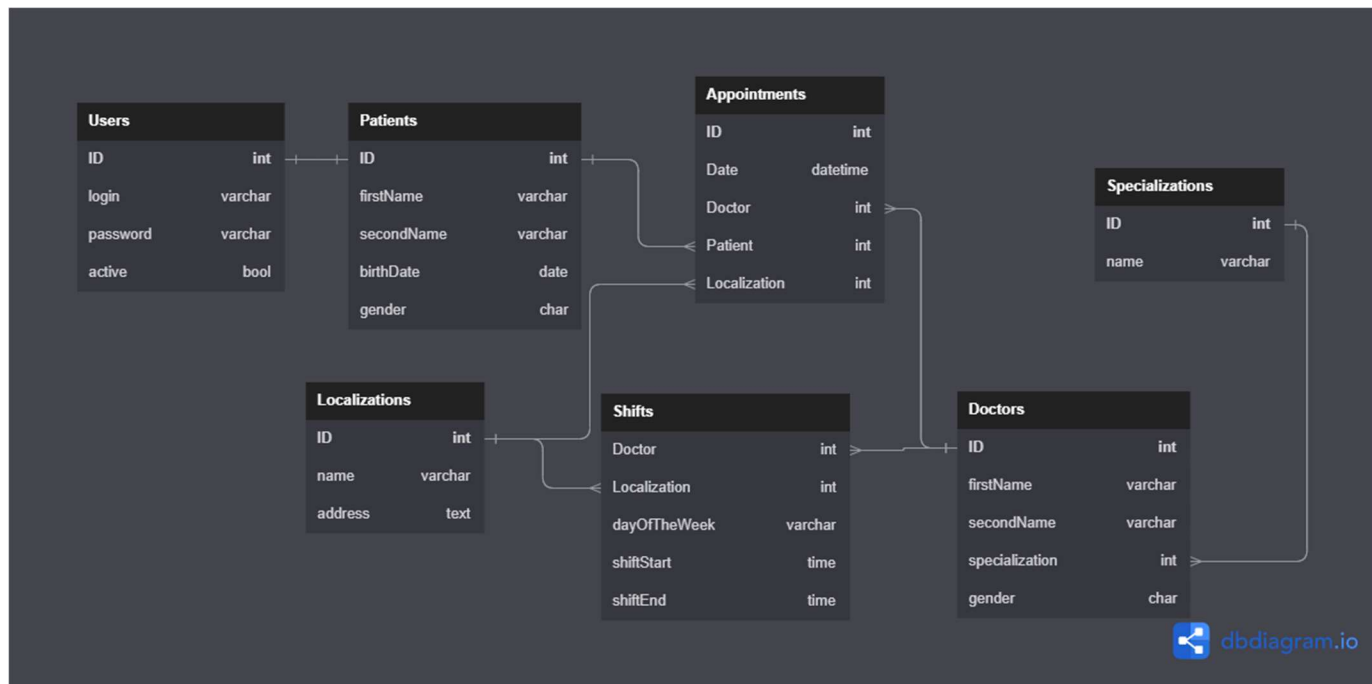 Users
ID int
login varchar
password varchar
active bool
Patients
ID int
firstName varchar
secondName varchar
birthDate date
gender char
Appointments
ID int
Date datetime
Doctor int
Patient int
Localization int
Specializations
ID int
name varchar
Localizations
ID int
name varchar
address text
Shifts
Doctor int
Localization int
dayOfTheWeek varchar
shiftStart time
shiftEnd time
Doctors
ID int
firstName varchar
secondName varchar
specialization int
gender char
dbdiagram.io